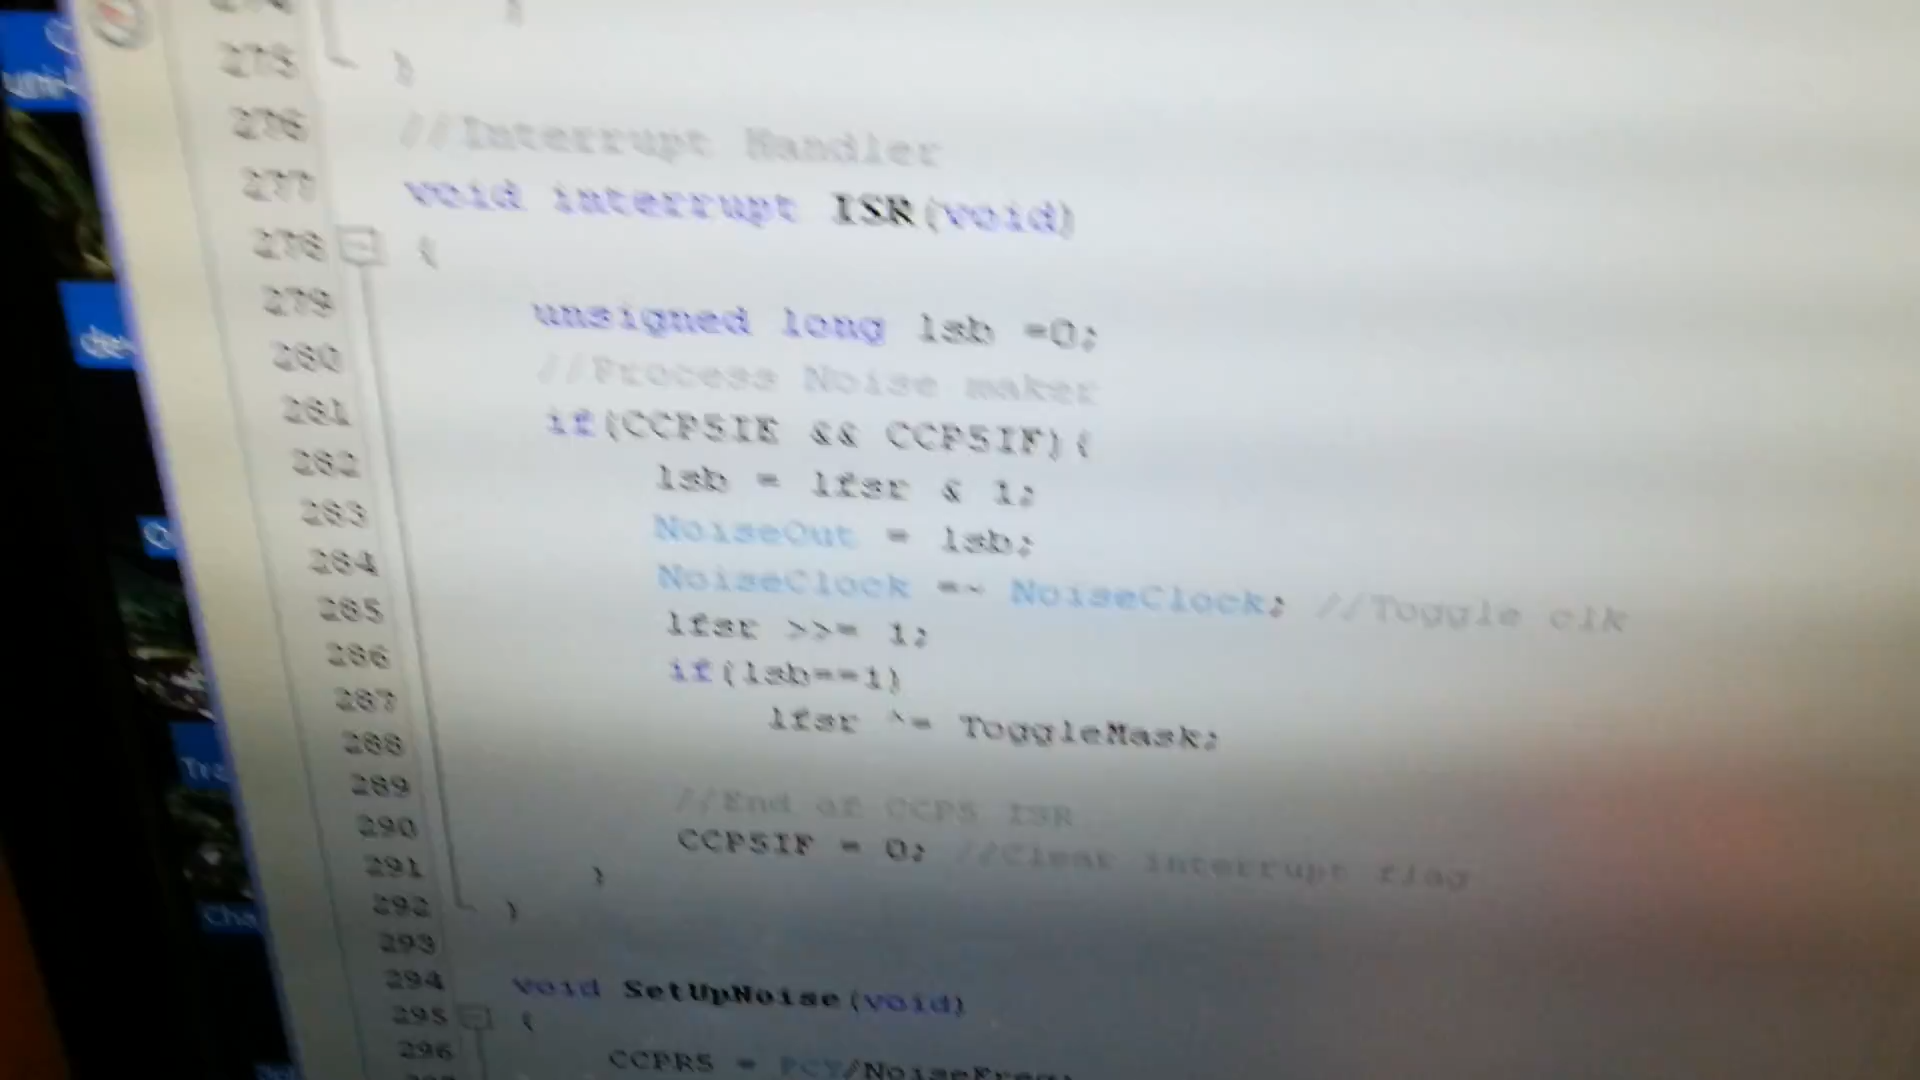 274 }
275 }
276 //Interrupt Handler
277 void interrupt ISR(void)
278 {
279 unsigned long lsb =0;
280 //Process Noise maker
281 if(CCP5IE && CCP5IF){
282 lsb = lfsr & 1;
283 NoiseOut = lsb;
284 NoiseClock =~ NoiseClock; //Toggle clk
285 lfsr >>= 1;
286 if(lsb==1)
287 lfsr ^= ToggleMask;
288
289 //End of CCP5 ISR
290 CCP5IF = 0; //Clear interrupt flag
291 }
292 }
293
294 void SetUpNoise(void)
295 {
296 CCPR5 = FCY/NoiseFreq;